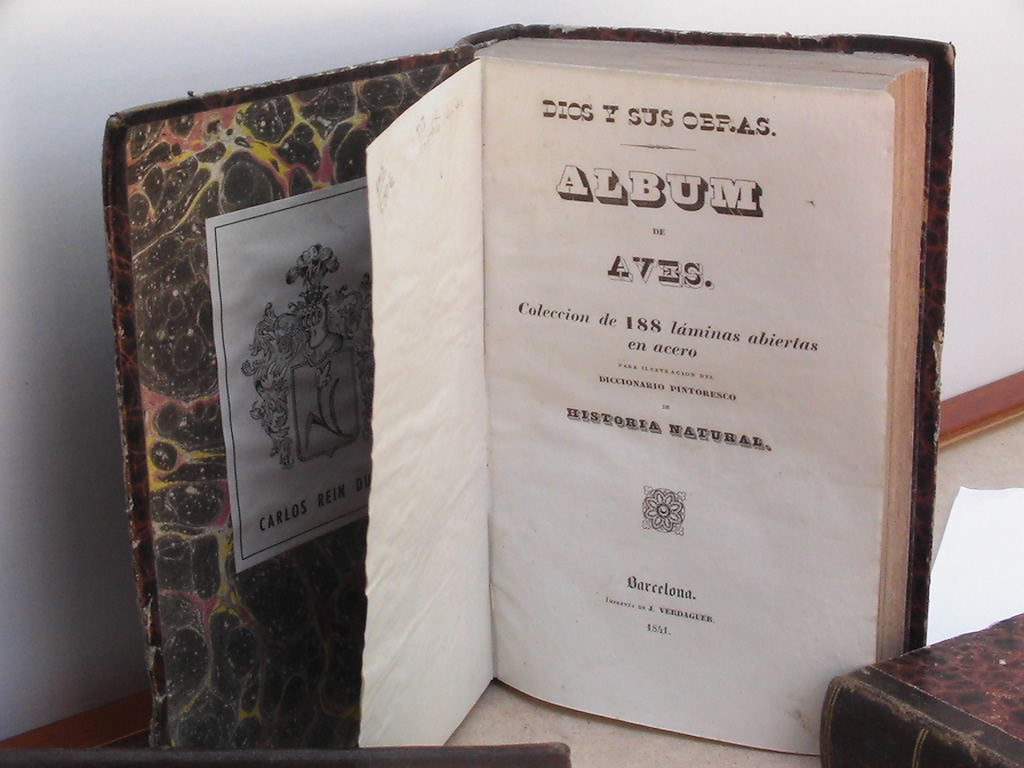 CARLOS REIN
DIOS Y SUS OBRAS.
ALBUM
DE
AVES.
Coleccion de 188 láminas abiertas
en acero
PARA ILUSTRACION DEL
DICCIONARIO PINTORESCO
DE
HISTORIA NATURAL.
Barcelona.
IMPRENTA DE J. VERDAGUER.
1841.